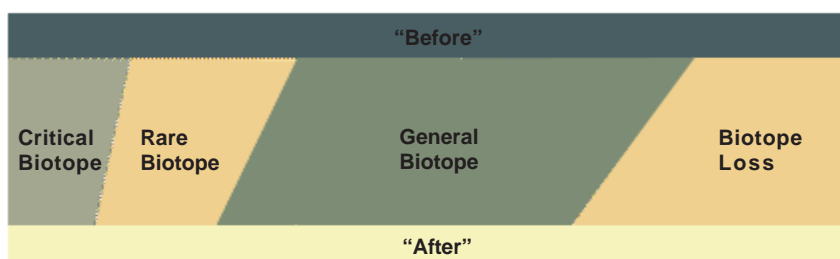 “Before”
Critical
Biotope
Rare
Biotope
General
Biotope
Biotope
Loss
“After”